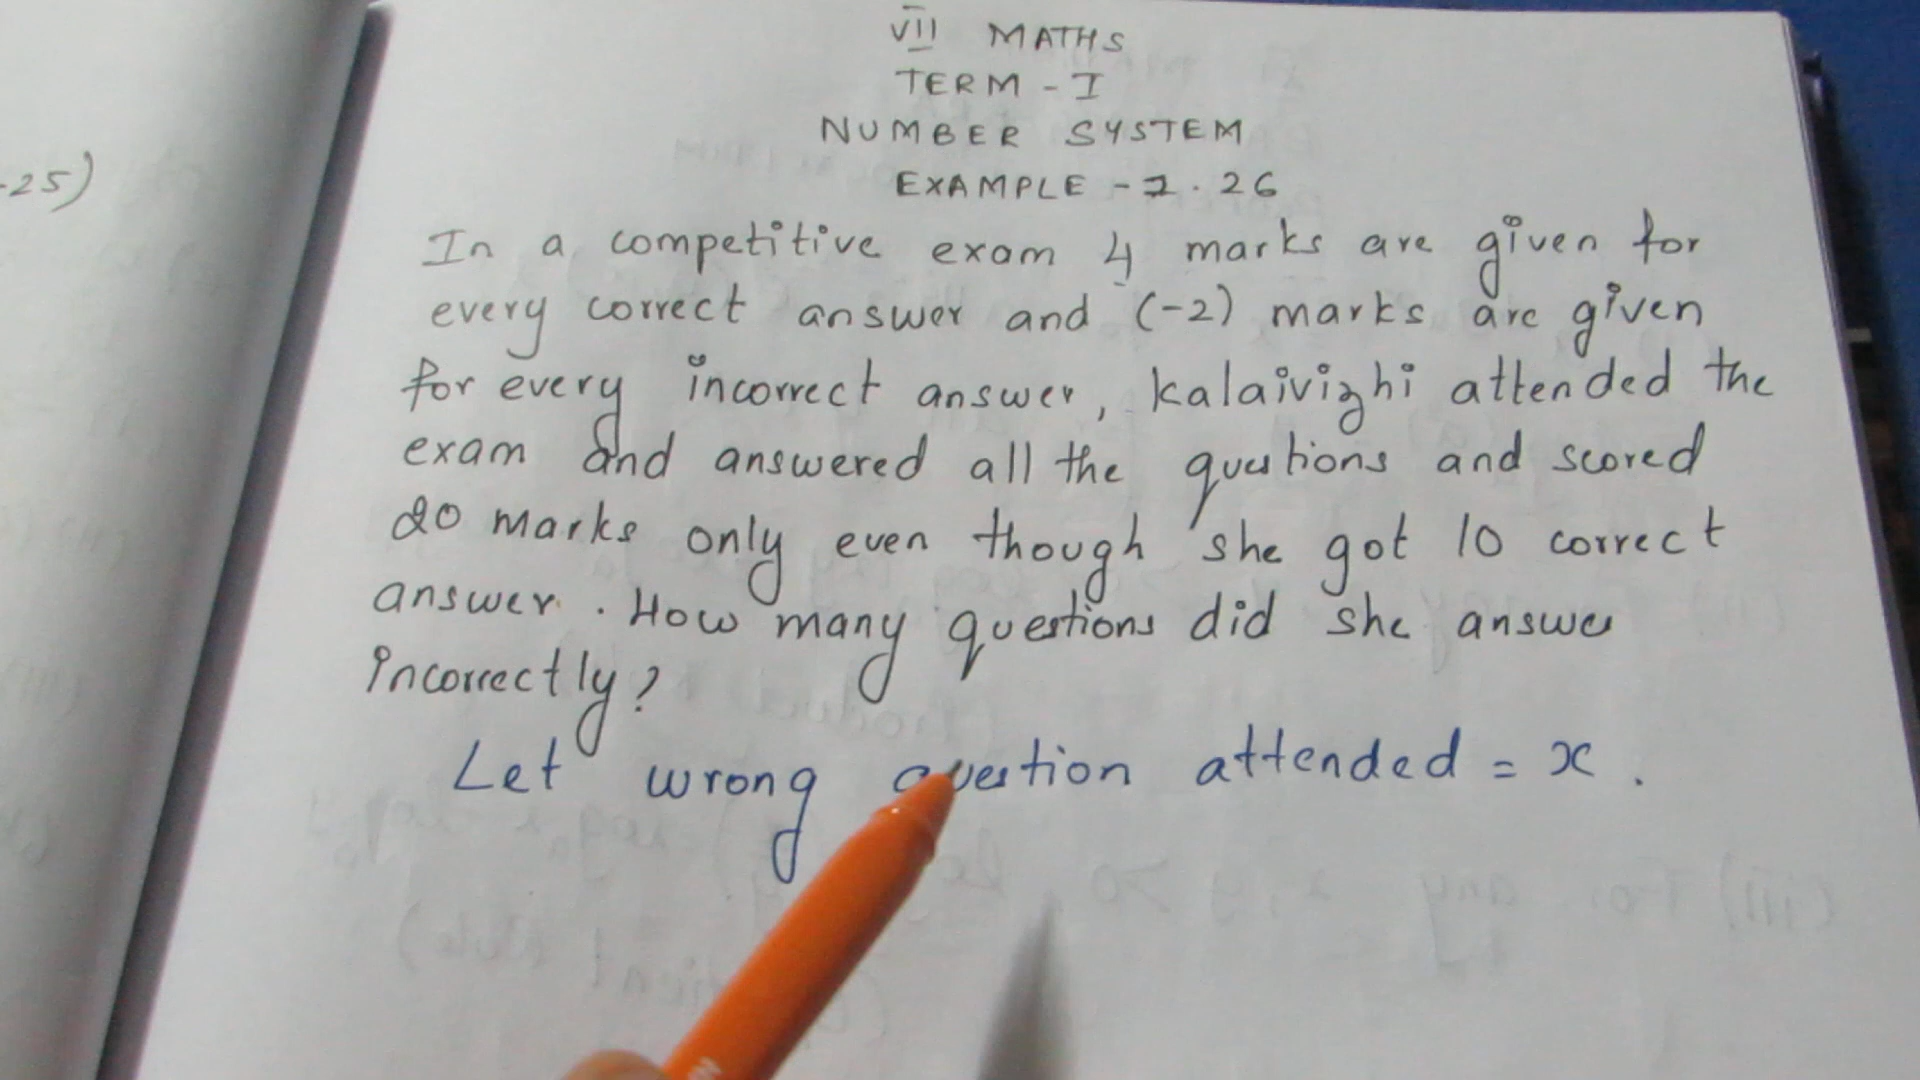 -25)
VII MATHS
TERM - I
NUMBER SYSTEM
EXAMPLE - 1.26
In a competitive exam 4 marks are given for
every correct answer and (-2) marks are given
for every incorrect answer, Kalaivizhi attended the
exam and answered all the questions and scored
20 marks only even though she got 10 correct
answer. How many questions did she answer
incorrectly?
Let wrong question attended = x.